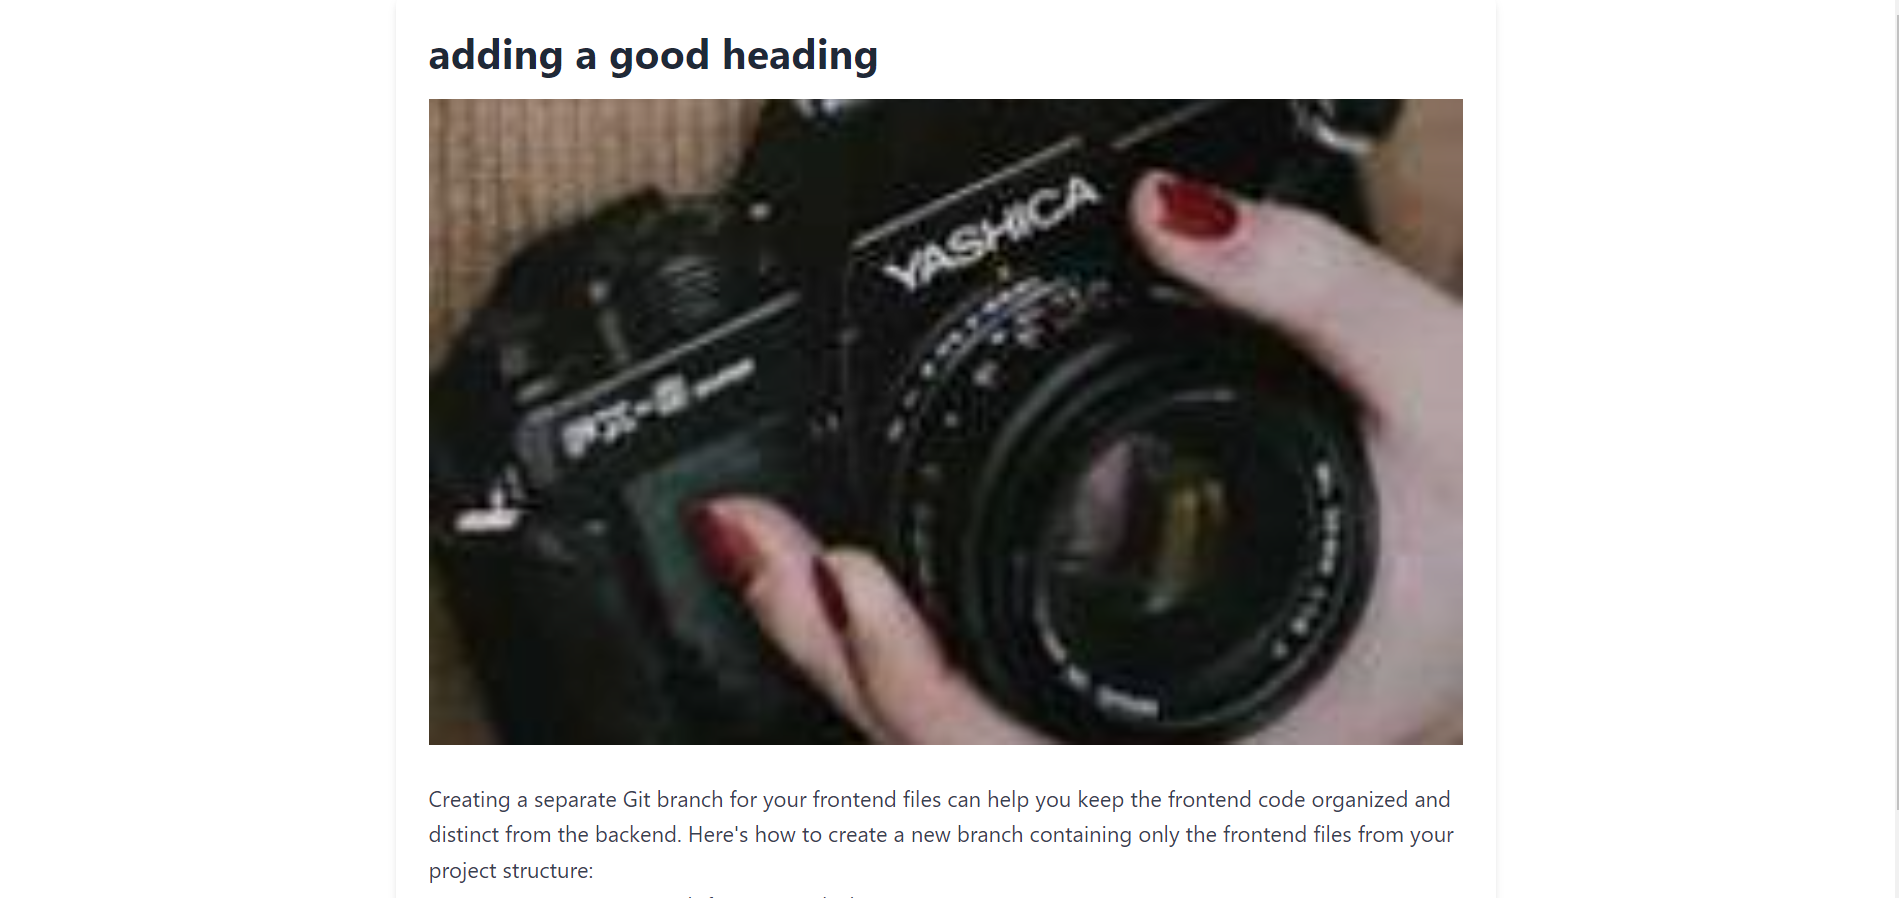 adding a good heading
YASHICA
Creating a separate Git branch for your frontend files can help you keep the frontend code organized and
distinct from the backend. Here's how to create a new branch containing only the frontend files from your
project structure: